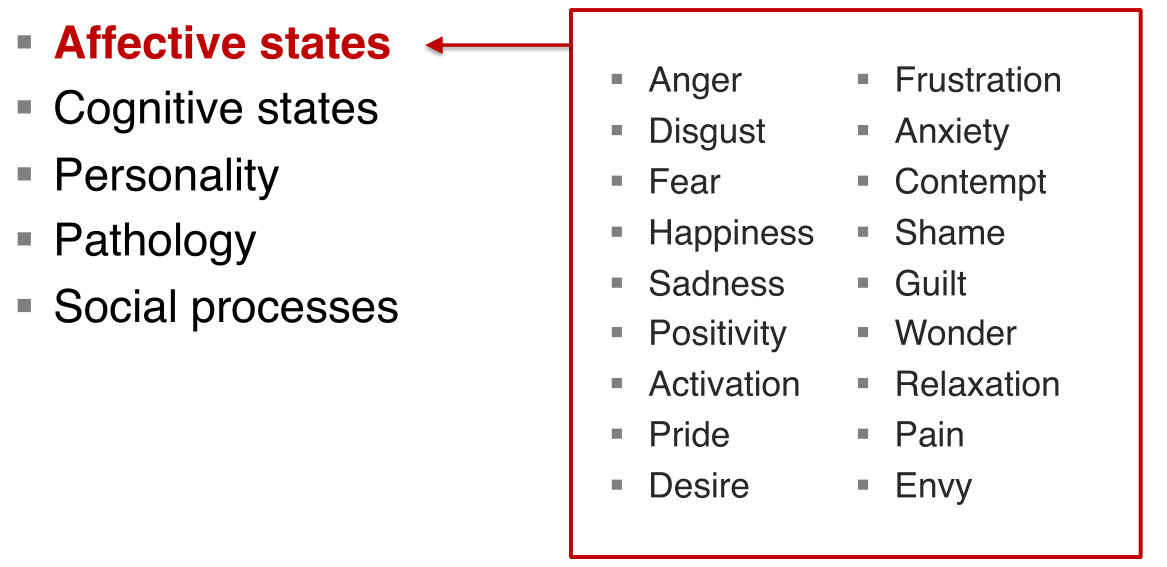 Affective states
Cognitive states
Personality
Pathology
Social processes
Anger
Disgust
Fear
Happiness
Sadness
Positivity
Activation
Pride
Desire
Frustration
Anxiety
Contempt
Shame
Guilt
Wonder
Relaxation
Pain
Envy